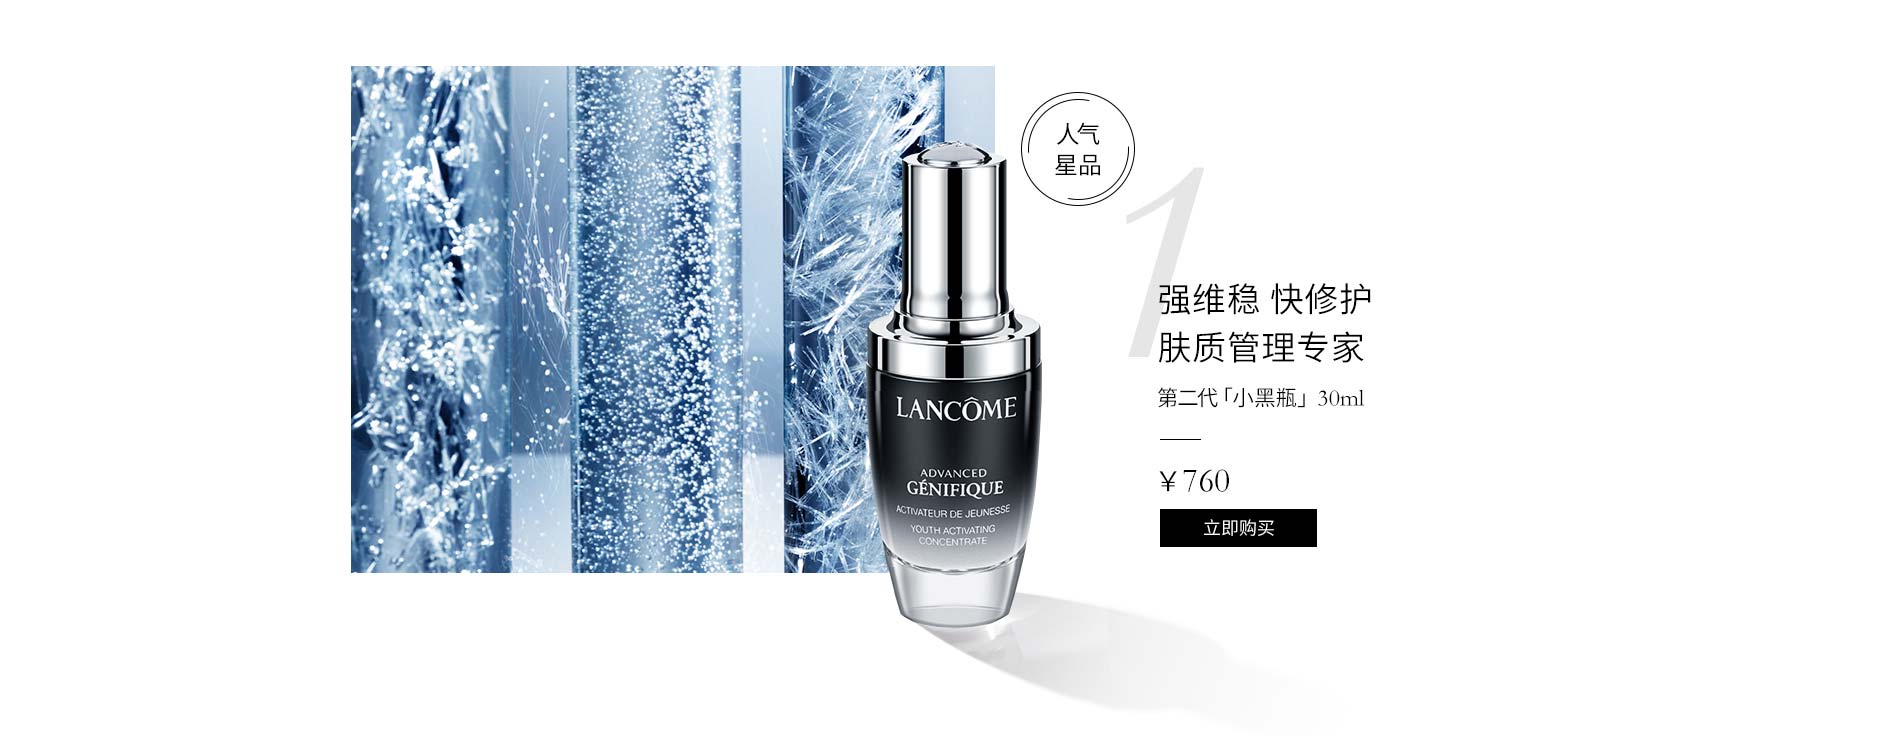 人气
星品
1
强维稳 快修护
肤质管理专家
第二代「小黑瓶」30ml
￥760
立即购买
LANCÔME
ADVANCED
GÉNIFIQUE
ACTIVATEUR DE JEUNESSE
YOUTH ACTIVATING
CONCENTRATE